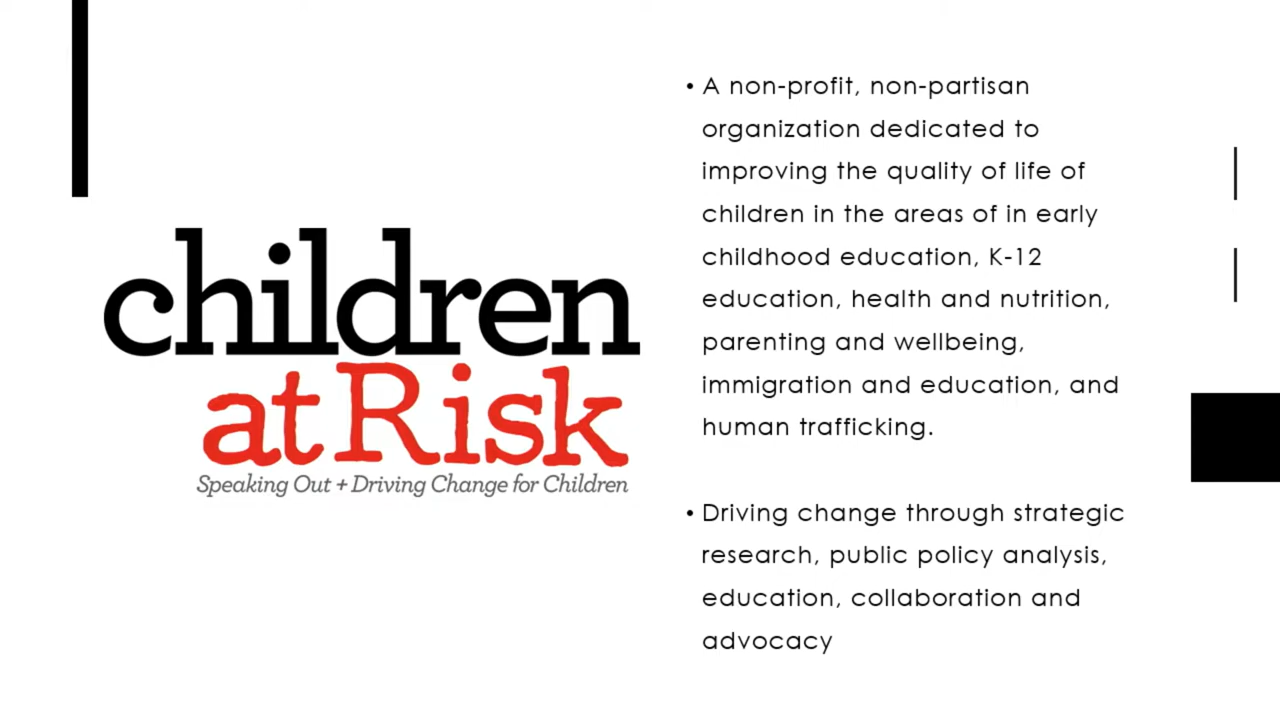 children
at Risk
Speaking Out + Driving Change for Children
• A non-profit, non-partisan
organization dedicated to
improving the quality of life of
children in the areas of in early
childhood education, K-12
education, health and nutrition,
parenting and wellbeing,
immigration and education, and
human trafficking.
• Driving change through strategic
research, public policy analysis,
education, collaboration and
advocacy